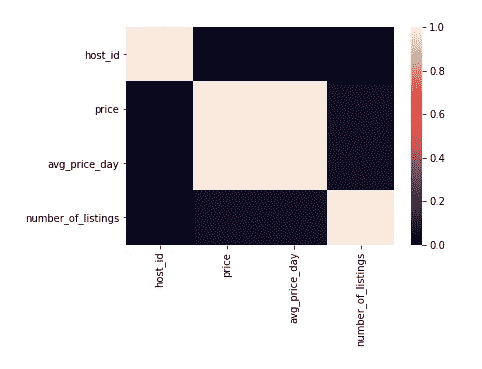 host_id
price
avg_price_day
number_of_listings
host_id
price
avg_price_day
number_of_listings
1.0
0.8
0.6
0.4
0.2
0.0